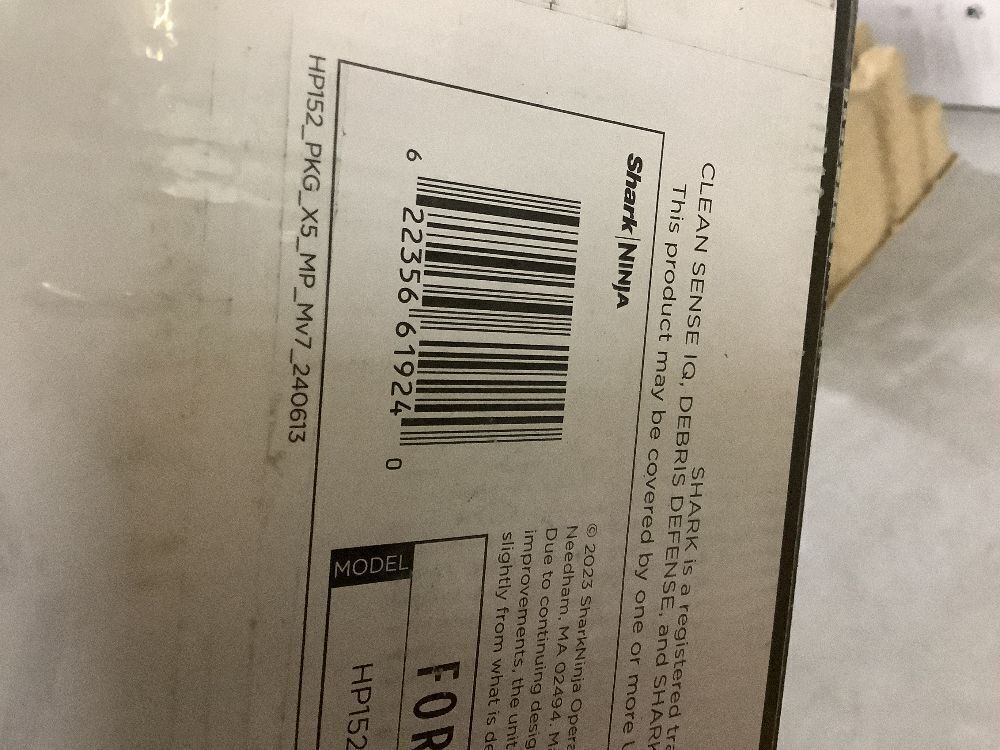 SHARK is a registered tra
CLEAN SENSE IQ, DEBRIS DEFENSE, and SHARK
This product may be covered by one or more U
Shark|NINJA
6 22356 61924 0
© 2023 SharkNinja Opera
Needham, MA 02494. Ma
Due to continuing desig
improvements, the unit
slightly from what is de
FOR
MODEL
HP152
HP152_PKG_X5_MP_Mv7_240613